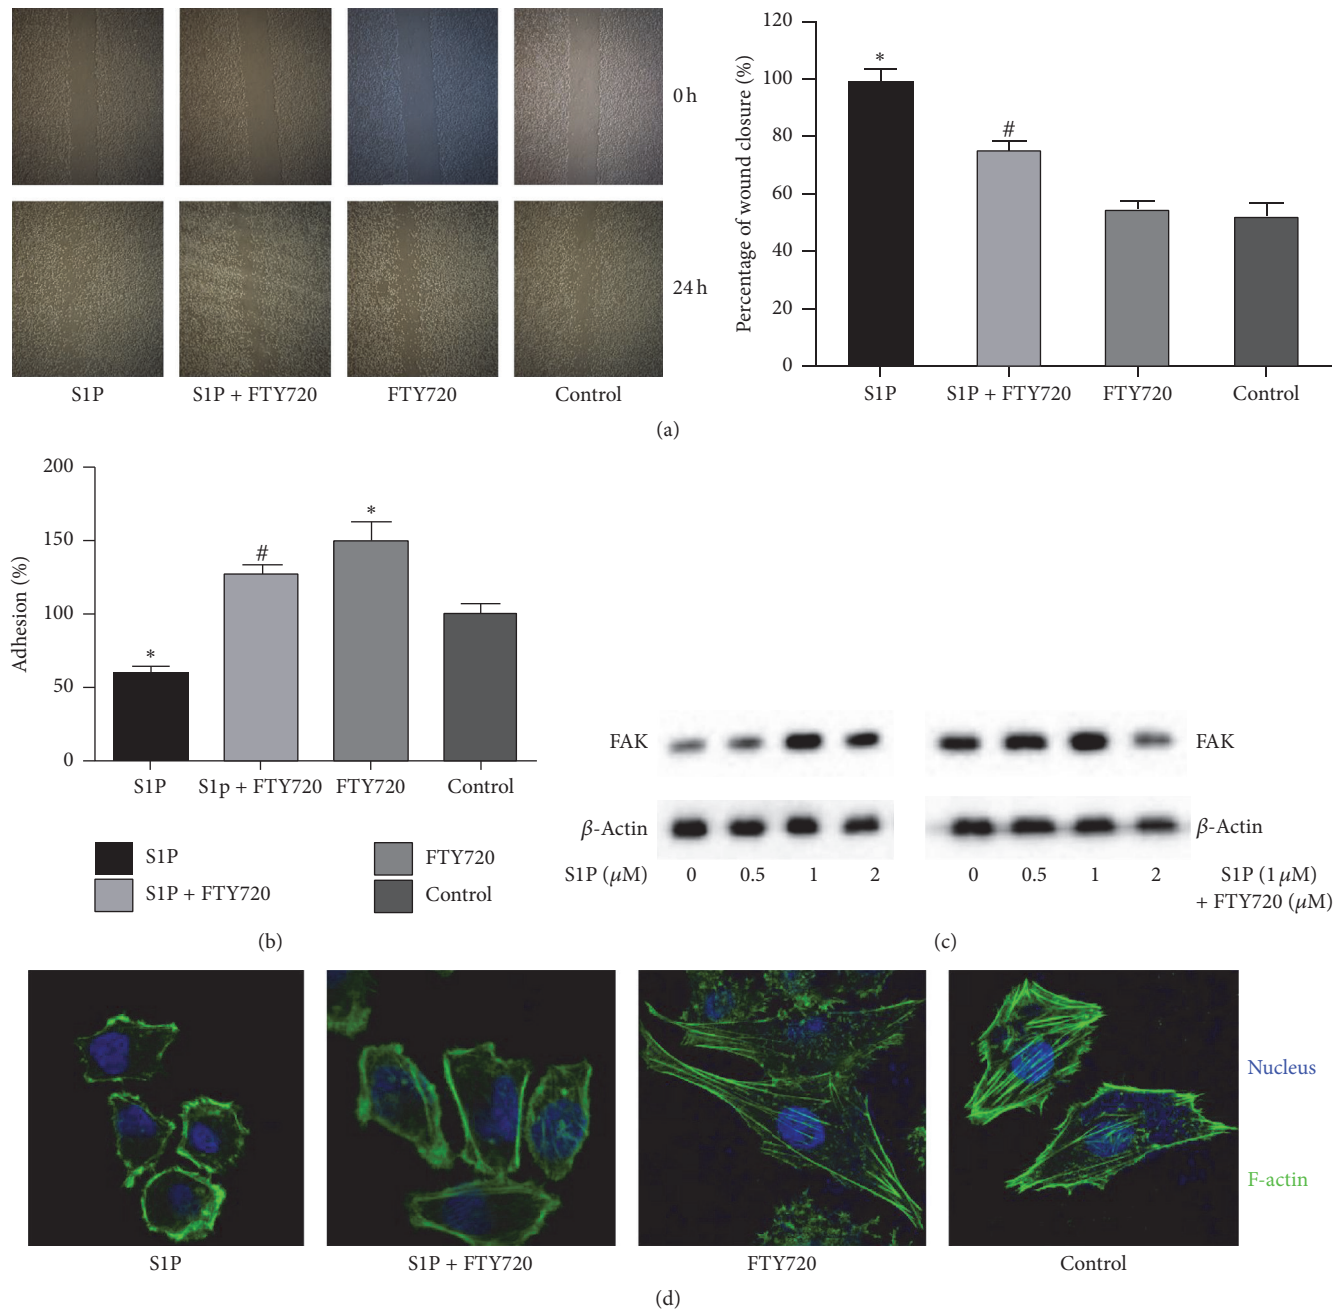 0 h
24 h
S1P
S1P + FTY720
FTY720
Control
Percentage of wound closure (%)
120
100
80
60
40
20
0
*
#
S1P
S1P + FTY720
FTY720
Control
(a)
Adhesion (%)
200
150
100
50
0
*
#
*
S1P
S1p + FTY720
FTY720
Control
S1P
S1P + FTY720
FTY720
Control
(b)
FAK
β-Actin
S1P (μM)
0 0.5 1 2
FAK
β-Actin
0 0.5 1 2
S1P (1 μM)
+ FTY720 (μM)
(c)
Nucleus
F-actin
S1P
S1P + FTY720
FTY720
Control
(d)